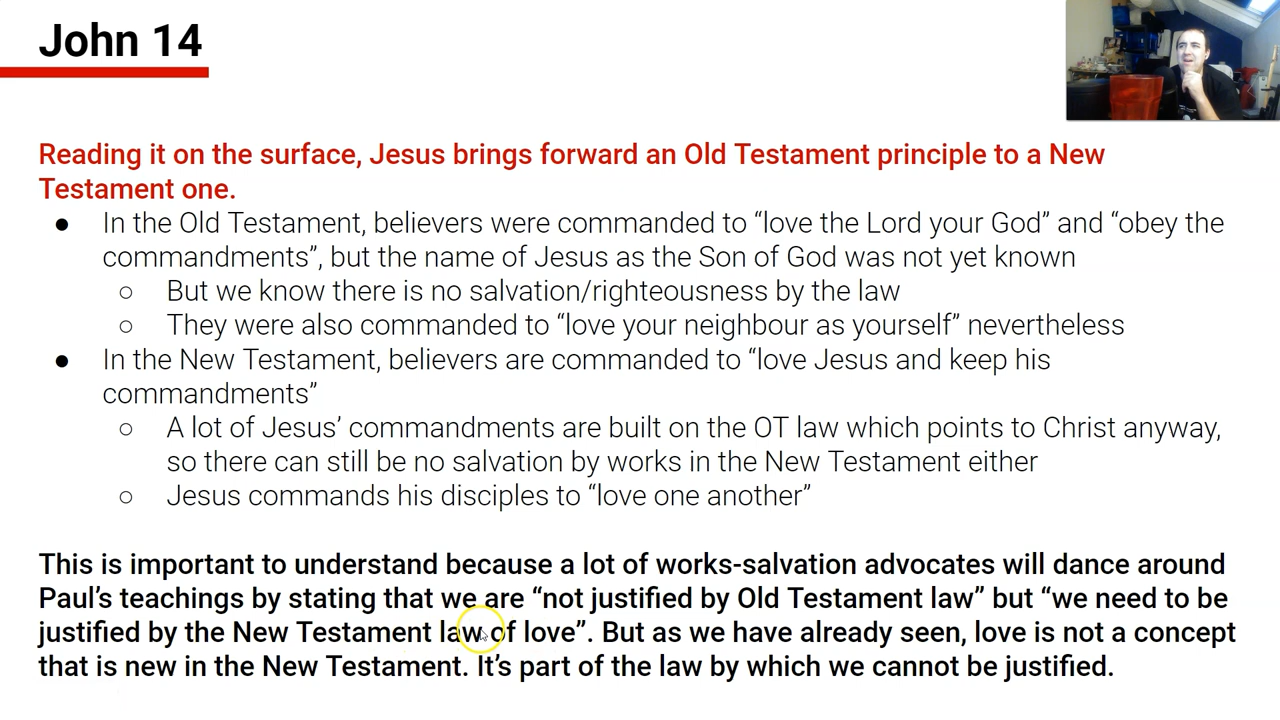 John 14
Reading it on the surface, Jesus brings forward an Old Testament principle to a New
Testament one.
● In the Old Testament, believers were commanded to “love the Lord your God” and “obey the
commandments”, but the name of Jesus as the Son of God was not yet known
○ But we know there is no salvation/righteousness by the law
○ They were also commanded to “love your neighbour as yourself” nevertheless
● In the New Testament, believers are commanded to “love Jesus and keep his
commandments”
○ A lot of Jesus’ commandments are built on the OT law which points to Christ anyway,
so there can still be no salvation by works in the New Testament either
○ Jesus commands his disciples to “love one another”
This is important to understand because a lot of works-salvation advocates will dance around
Paul’s teachings by stating that we are “not justified by Old Testament law” but “we need to be
justified by the New Testament law of love”. But as we have already seen, love is not a concept
that is new in the New Testament. It’s part of the law by which we cannot be justified.